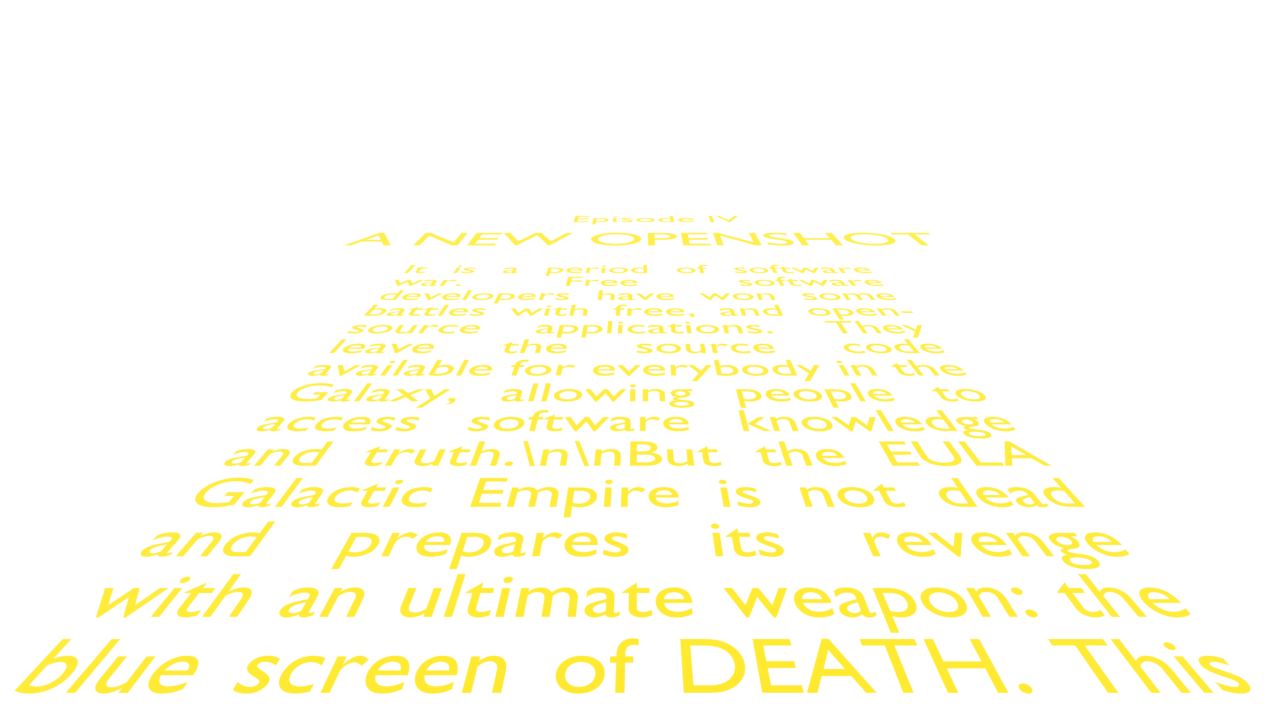 Episode IV
A NEW OPENSHOT
It is a period of software
war. Free software
developers have won some
battles with free, and open-
source applications. They
leave the source code
available for everybody in the
Galaxy, allowing people to
access software knowledge
and truth.\n\nBut the EULA
Galactic Empire is not dead
and prepares its revenge
with an ultimate weapon: the
blue screen of DEATH. This